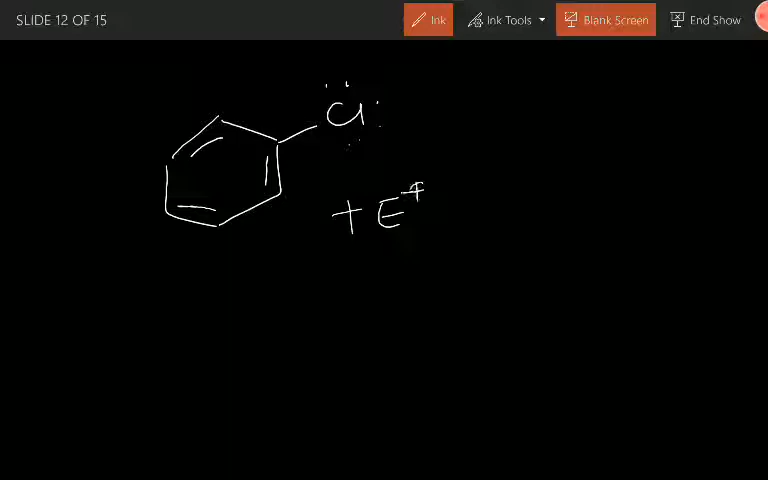 SLIDE 12 OF 15
Ink
Ink Tools
Blank Screen
End Show
Cl
+ E+